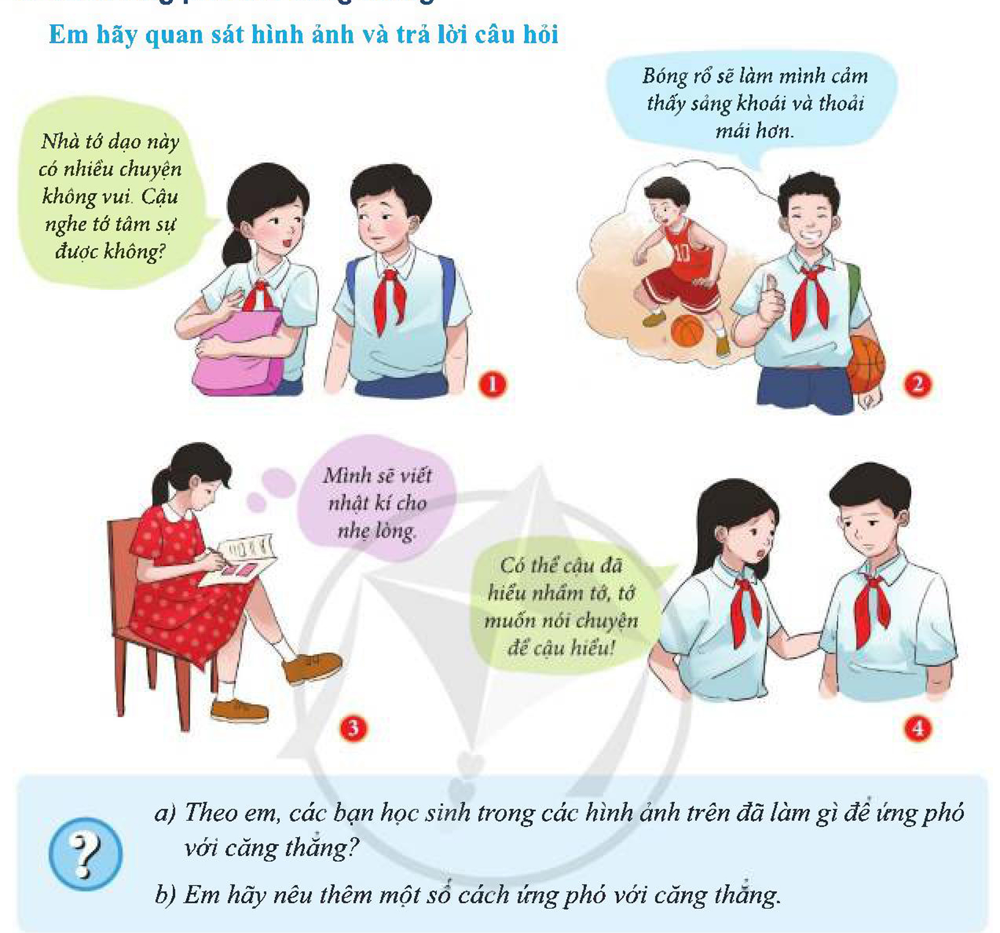 Em hãy quan sát hình ảnh và trả lời câu hỏi
Nhà tớ dạo này
có nhiều chuyện
không vui. Cậu
nghe tớ tâm sự
được không?
Bóng rổ sẽ làm mình cảm
thấy sảng khoái và thoải
mái hơn.
10
1
2
Mình sẽ viết
nhật kí cho
nhẹ lòng.
Có thể cậu đã
hiểu nhầm tớ, tớ
muốn nói chuyện
để cậu hiểu!
3
4
?
a) Theo em, các bạn học sinh trong các hình ảnh trên đã làm gì để ứng phó
với căng thẳng?
b) Em hãy nêu thêm một số cách ứng phó với căng thẳng.